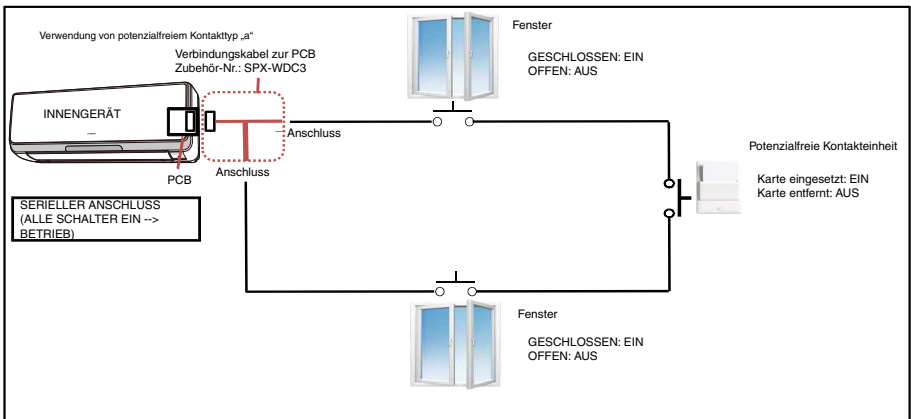 Verwendung von potenzialfreiem Kontakttyp „a“
Verbindungskabel zur PCB
Zubehör-Nr.: SPX-WDC3
INNENGERÄT
Anschluss
Anschluss
PCB
SERIELLER ANSCHLUSS
(ALLE SCHALTER EIN -->
BETRIEB)
Fenster
GESCHLOSSEN: EIN
OFFEN: AUS
Potenzialfreie Kontakteinheit
Karte eingesetzt: EIN
Karte entfernt: AUS
Fenster
GESCHLOSSEN: EIN
OFFEN: AUS